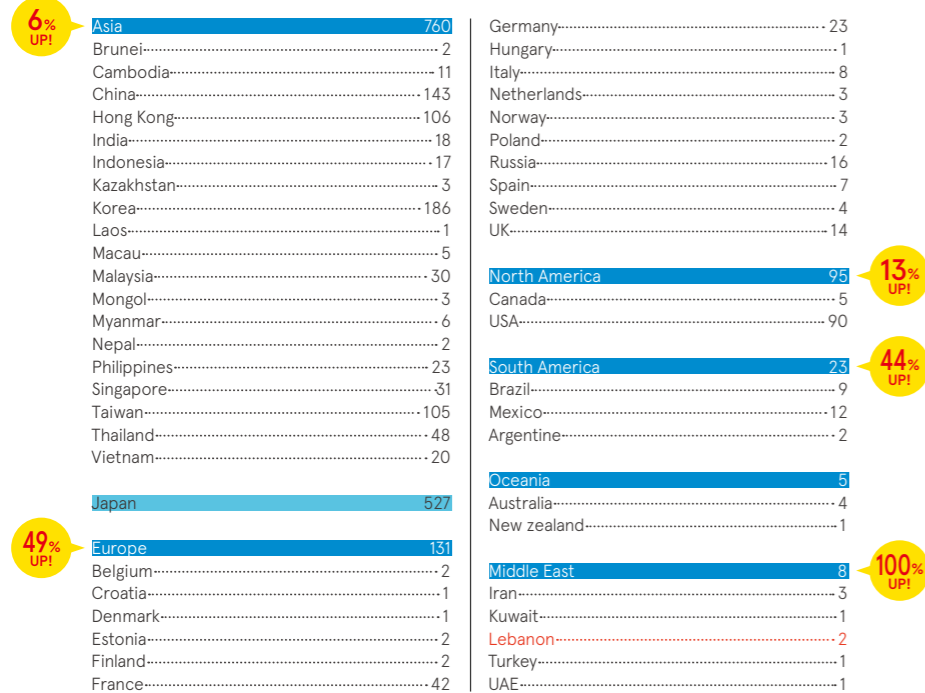 6%
UP!
Asia 760
Brunei 2
Cambodia 11
China 143
Hong Kong 106
India 18
Indonesia 17
Kazakhstan 3
Korea 186
Laos 1
Macau 5
Malaysia 30
Mongol 3
Myanmar 6
Nepal 2
Philippines 23
Singapore 31
Taiwan 105
Thailand 48
Vietnam 20
Japan 527
49%
UP!
Europe 131
Belgium 2
Croatia 1
Denmark 1
Estonia 2
Finland 2
France 42
Germany 23
Hungary 1
Italy 8
Netherlands 3
Norway 3
Poland 2
Russia 16
Spain 7
Sweden 4
UK 14
North America 95
13%
UP!
Canada 5
USA 90
South America 23
44%
UP!
Brazil 9
Mexico 12
Argentine 2
Oceania 5
Australia 4
New zealand 1
Middle East 8
100%
UP!
Iran 3
Kuwait 1
Lebanon 2
Turkey 1
UAE 1